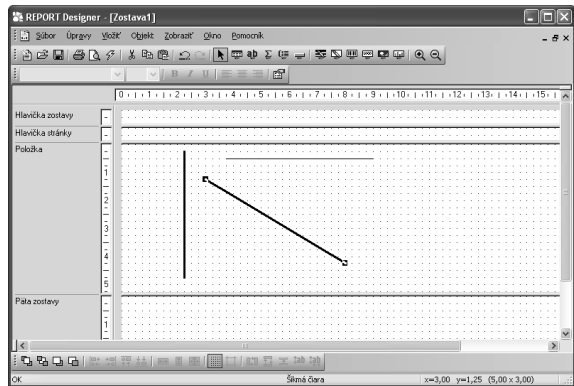 REPORT Designer - [Zostava1]
Súbor Úpravy Vložiť Objekt Zobraziť Okno Pomocník
ab Σ
B / U
0 1 2 3 4 5 6 7 8 9 10 11 12 13 14 15
Hlavička zostavy
Hlavička stránky
Položka
1
2
3
4
5
Päta zostavy
1
OK Šikmá čiara x=3,00 y=1,25 (5,00 x 3,00)